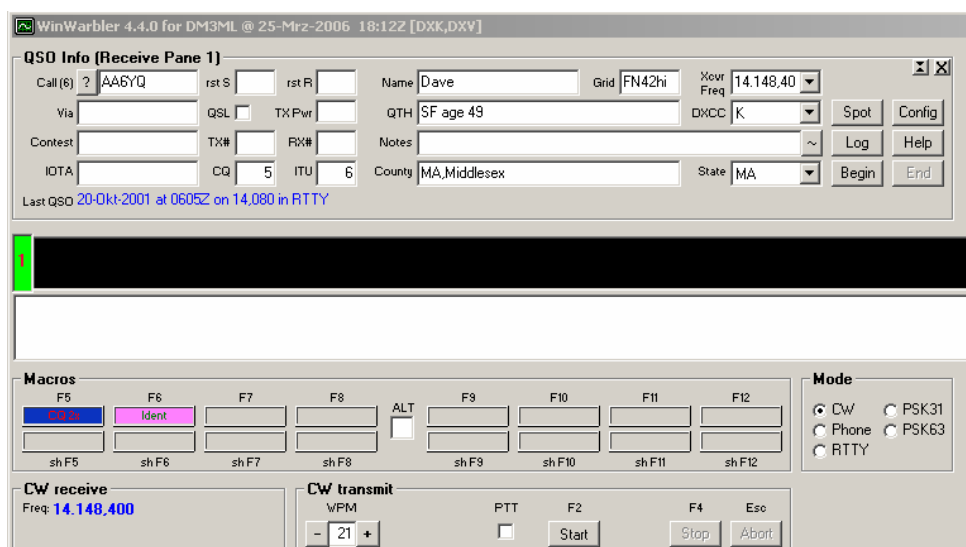 WinWarbler 4.4.0 for DM3ML @ 25-Mrz-2006 18:12Z [DXK,DXV]
QSO Info (Receive Pane 1)
Call (6) ? AA6YQ rst S rst R Name Dave Grid FN42hi Xcvr Freq 14.148,40
Via QSL TX Pwr QTH SF age 49 DXCC K Spot Config
Contest TX# RX# Notes ~ Log Help
IOTA CQ 5 ITU 6 County MA,Middlesex State MA Begin End
Last QSO 20-Okt-2001 at 0605Z on 14,080 in RTTY
1
Macros Mode
F5 F6 F7 F8 ALT F9 F10 F11 F12
CQ 2x Ident CW PSK31
Phone PSK63
RTTY
sh F5 sh F6 sh F7 sh F8 sh F9 sh F10 sh F11 sh F12
CW receive CW transmit
Freq: 14.148,400 WPM PTT F2 F4 Esc
- 21 + Start Stop Abort